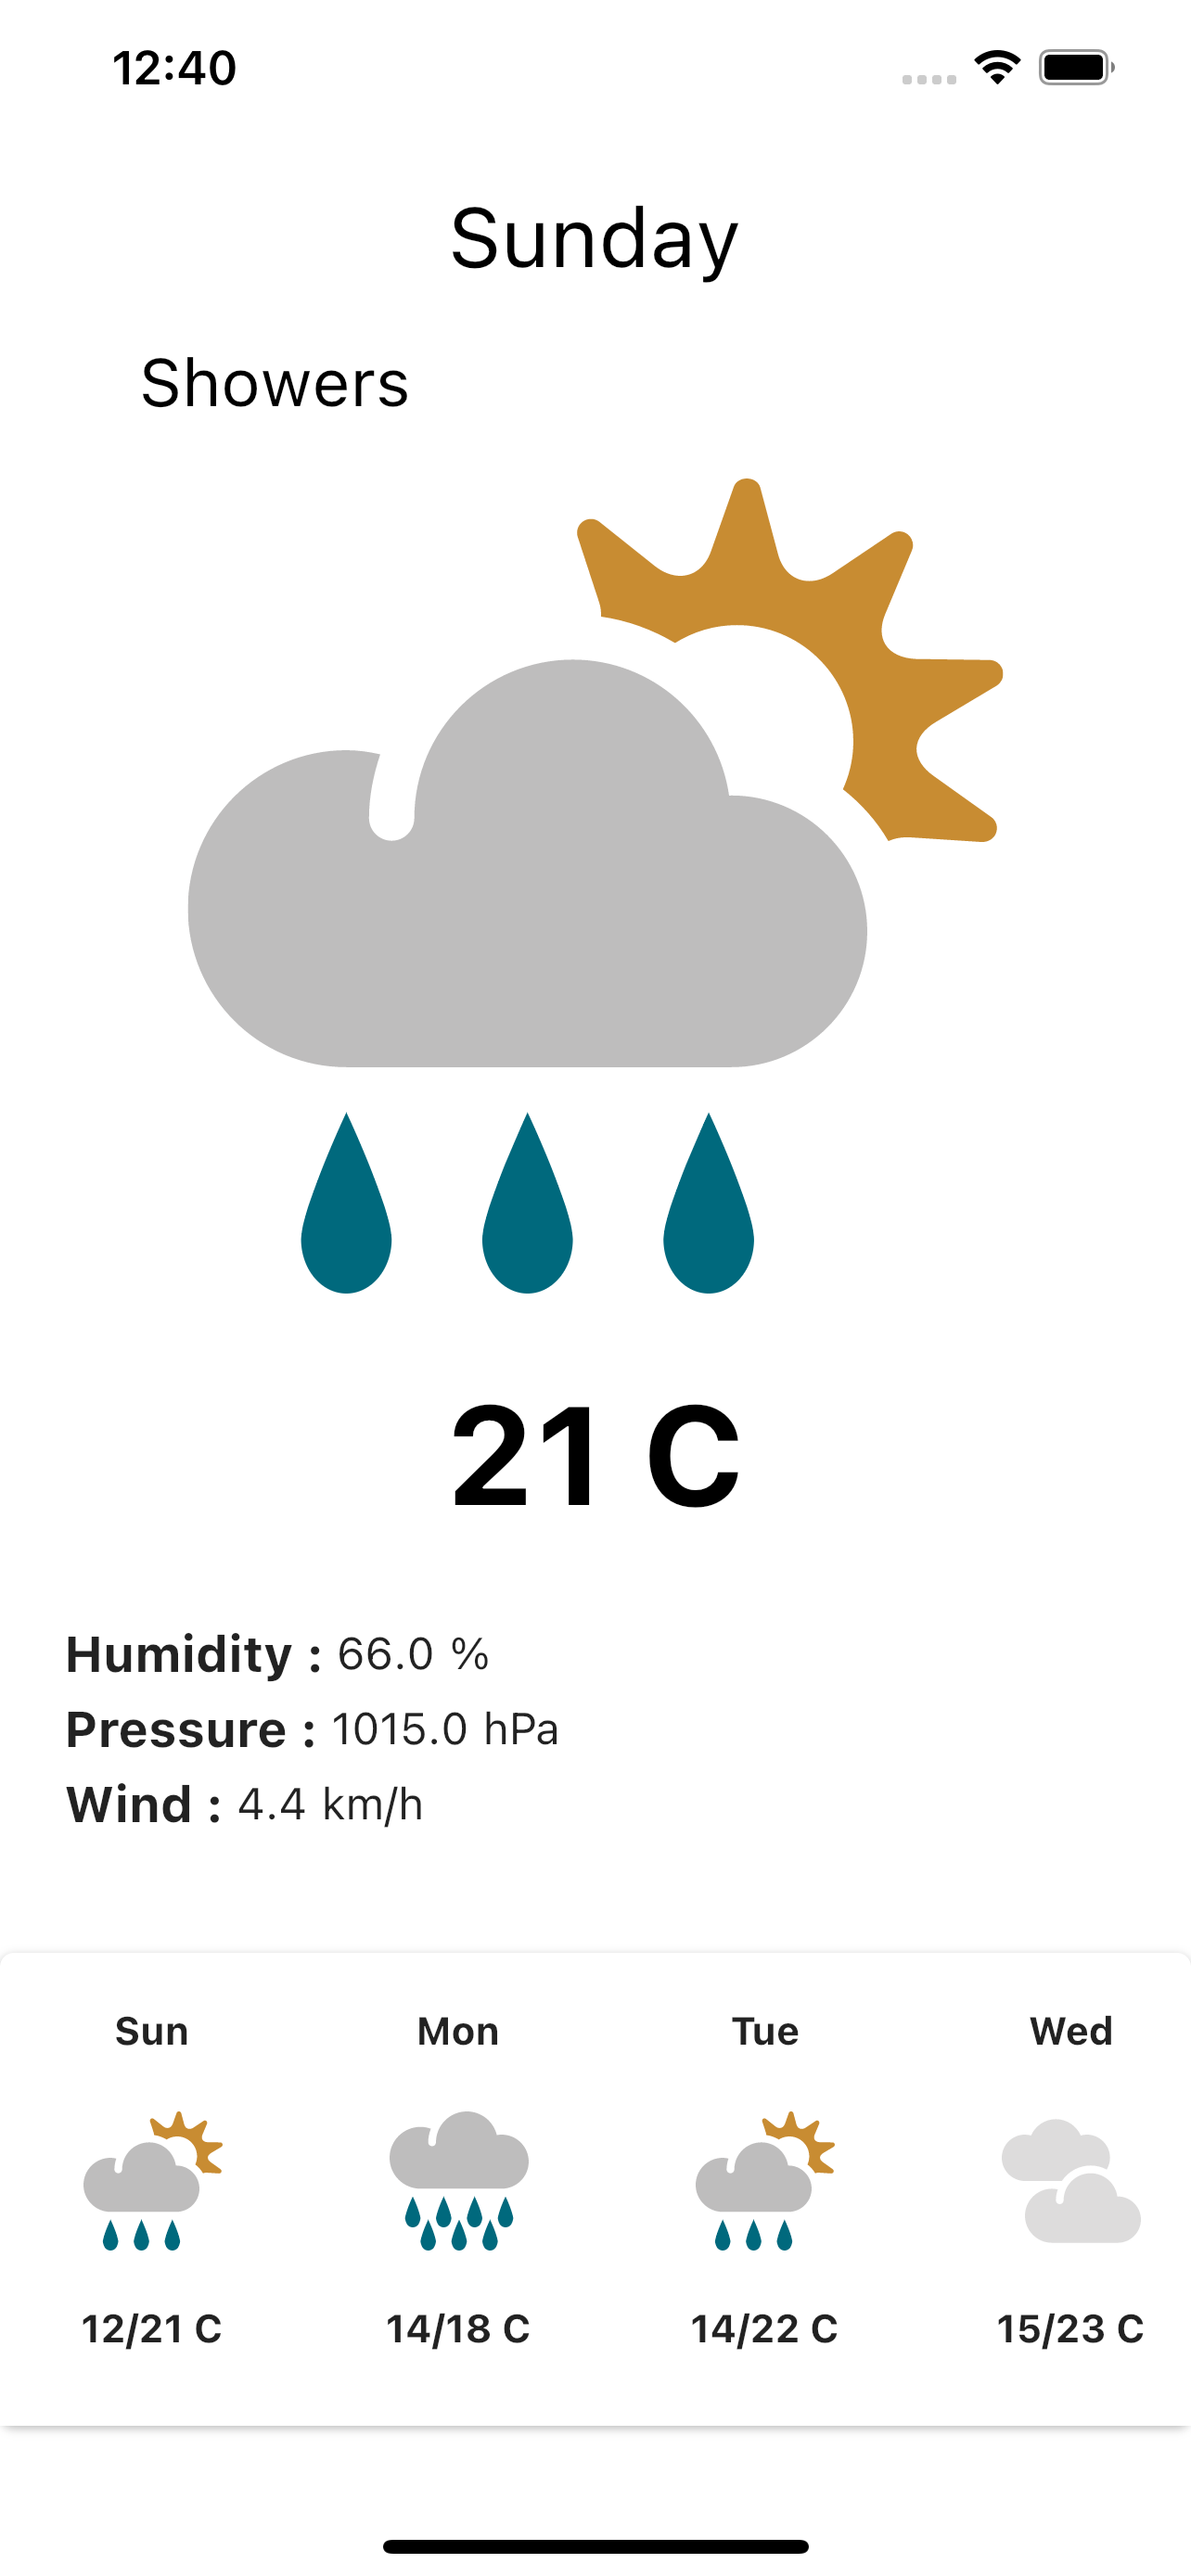 12:40
Sunday
Showers
21 C
Humidity : 66.0 %
Pressure : 1015.0 hPa
Wind : 4.4 km/h
Sun Mon Tue Wed
12/21 C 14/18 C 14/22 C 15/23 C